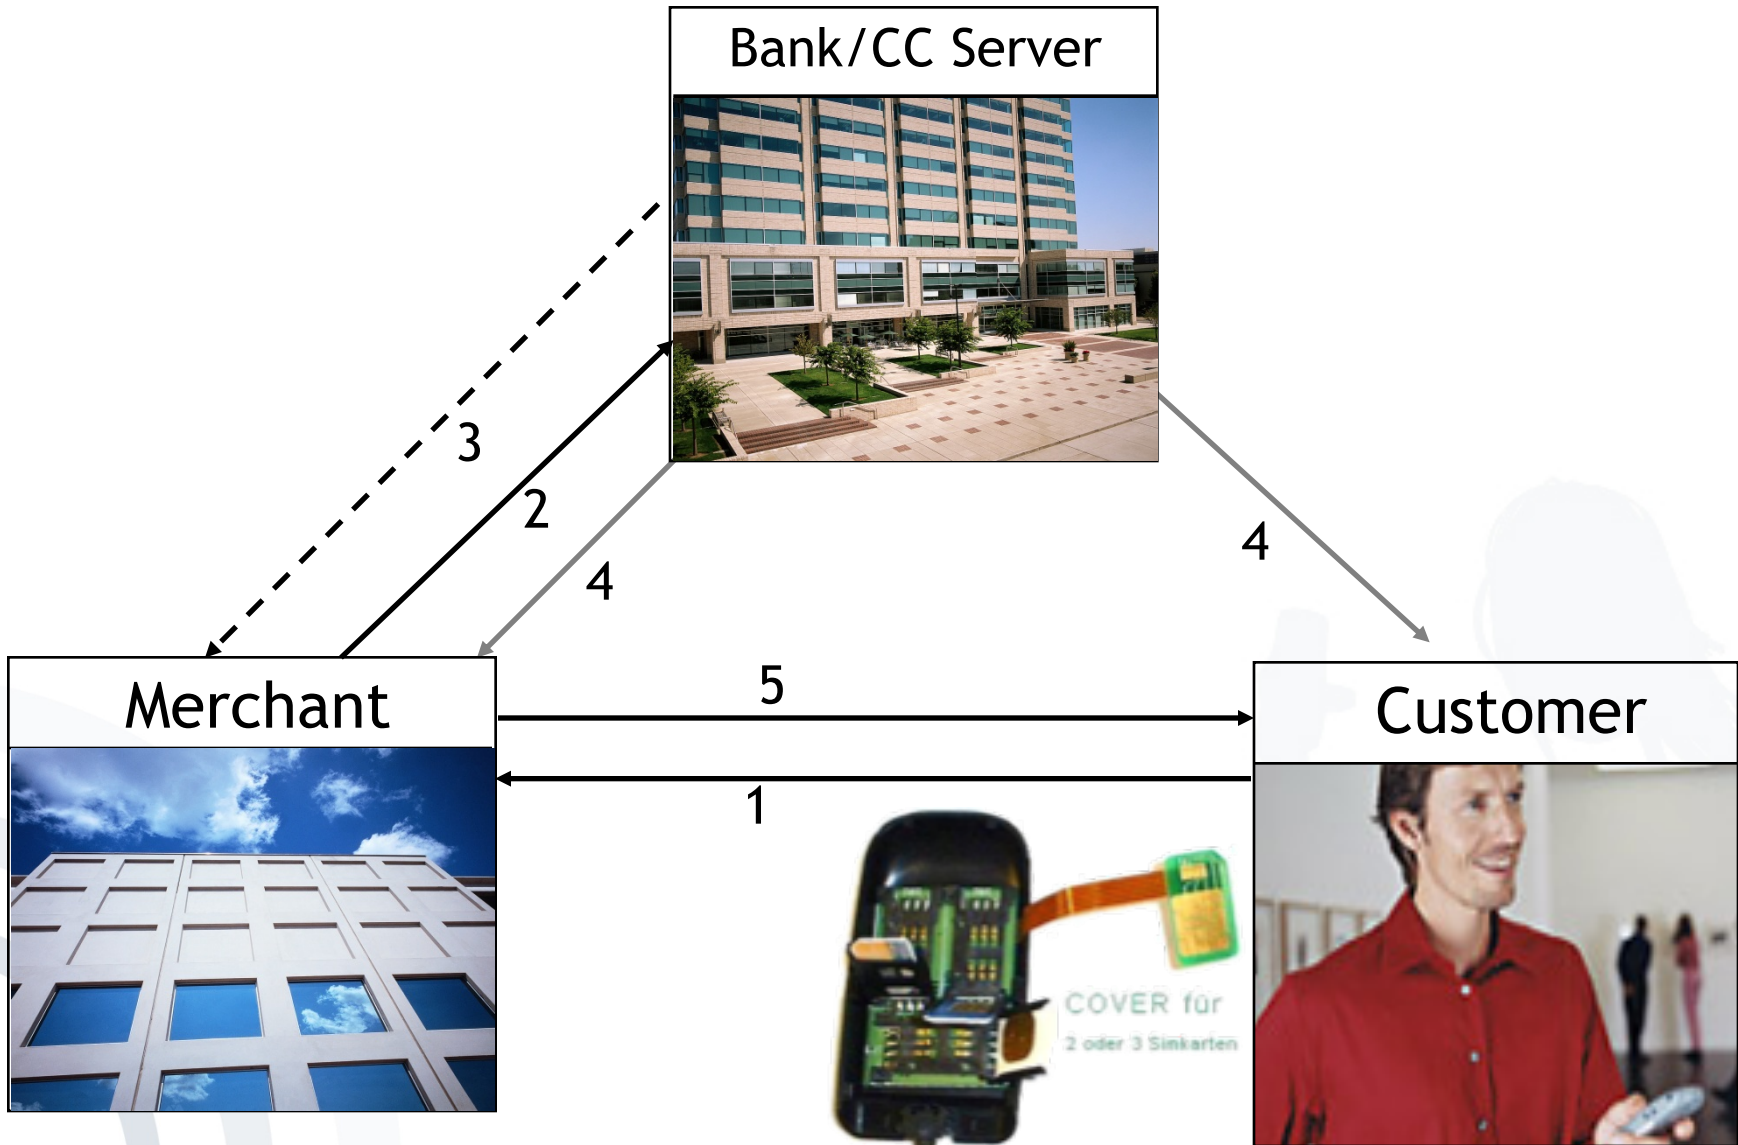 Bank/CC Server
3
2
4
4
Merchant
5
Customer
1
COVER für
2 oder 3 Simkarten